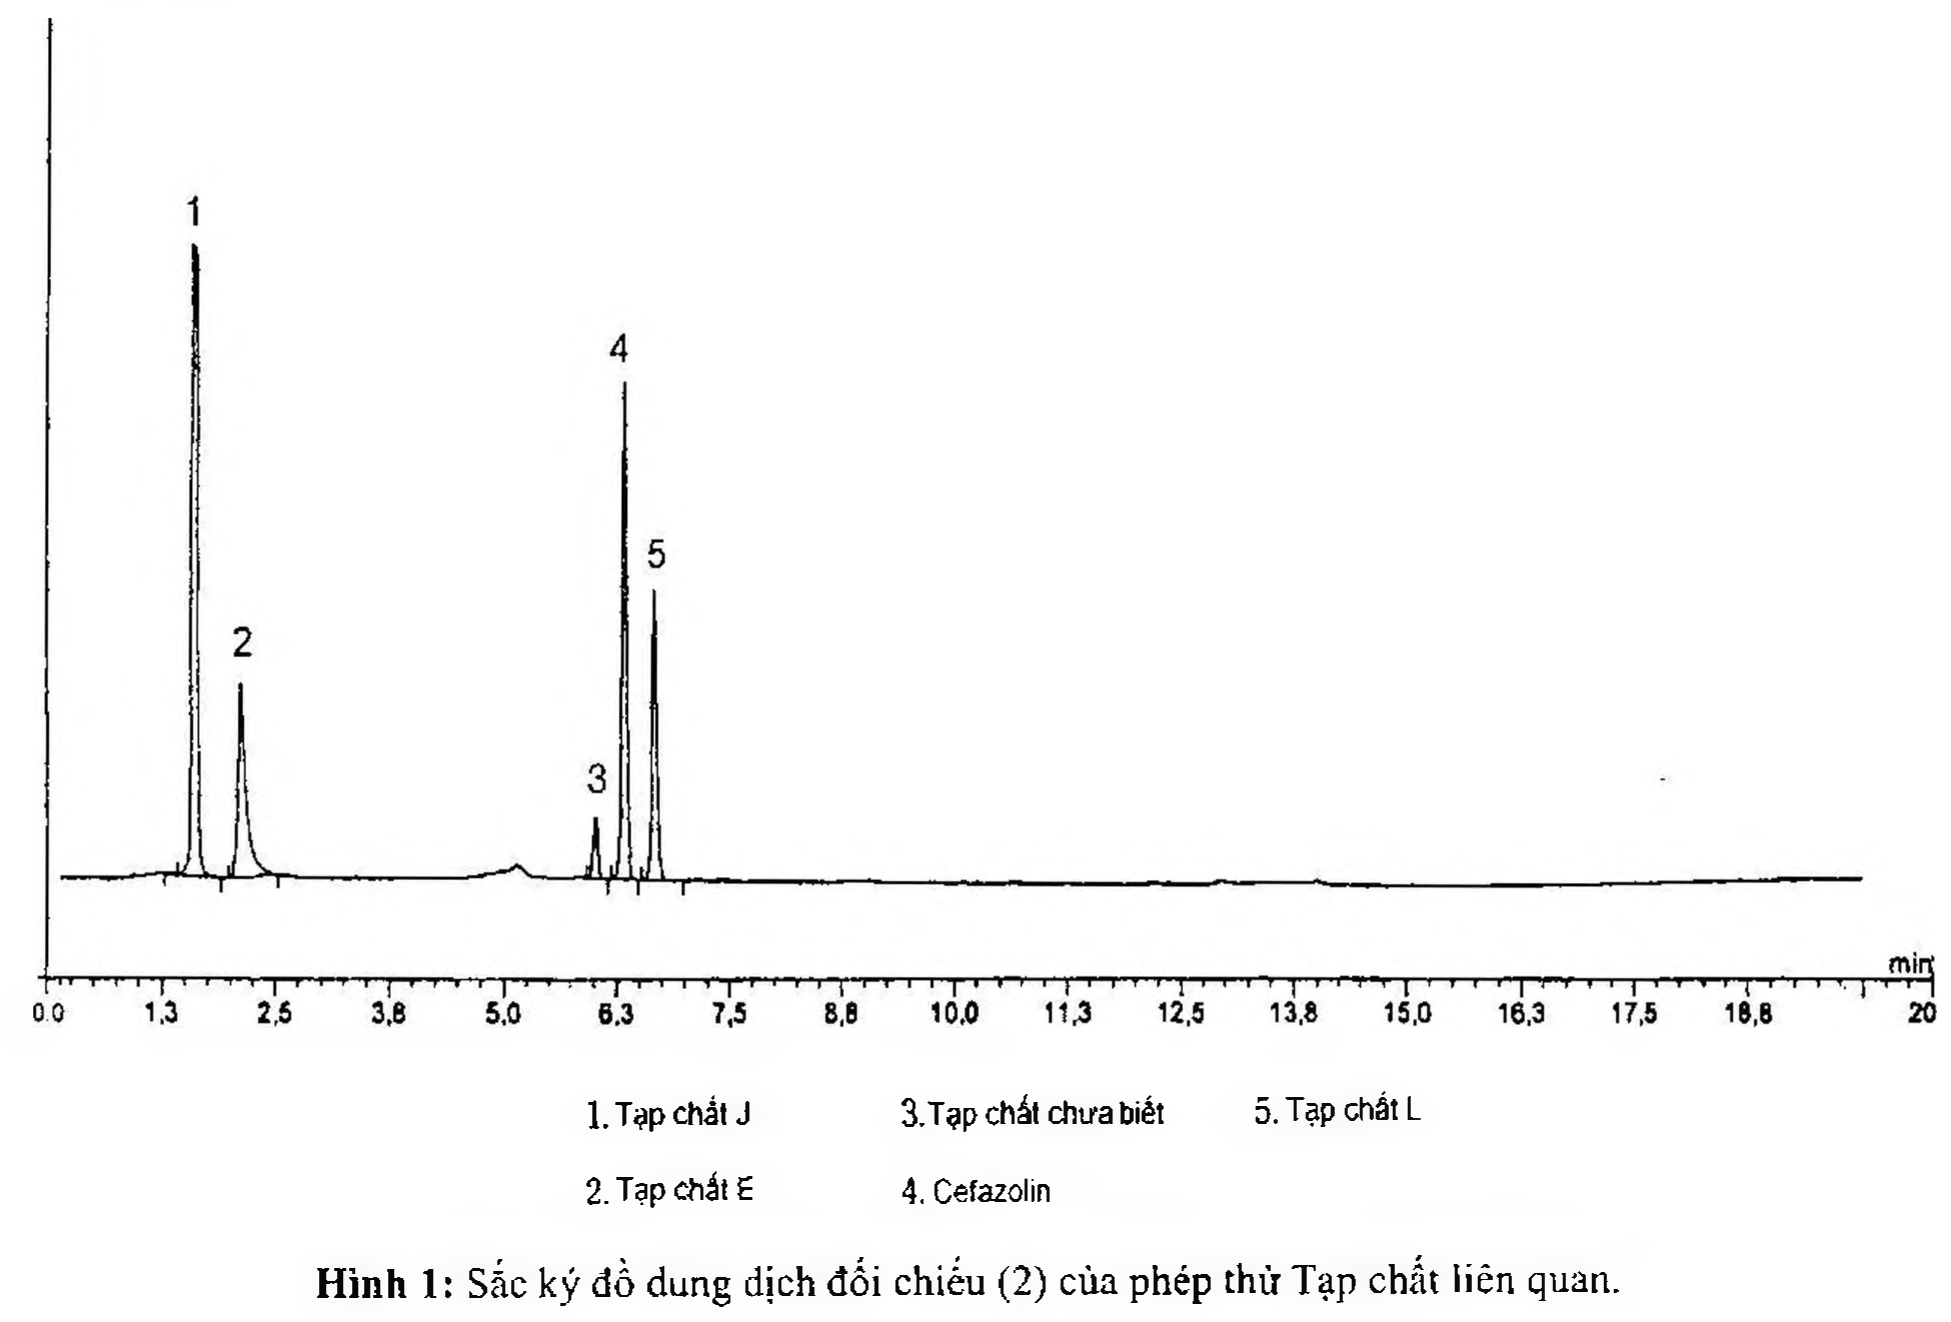 1
4
5
2
3
min
0.0 1,3 2,5 3,8 5,0 6,3 7,5 8,8 10,0 11,3 12,5 13,8 15,0 16,3 17,5 18,8 20
1. Tạp chất J 3. Tạp chất chưa biết 5. Tạp chất L
2. Tạp chất E 4. Cefazolin
Hình 1: Sắc ký đồ dung dịch đối chiếu (2) của phép thử Tạp chất liên quan.